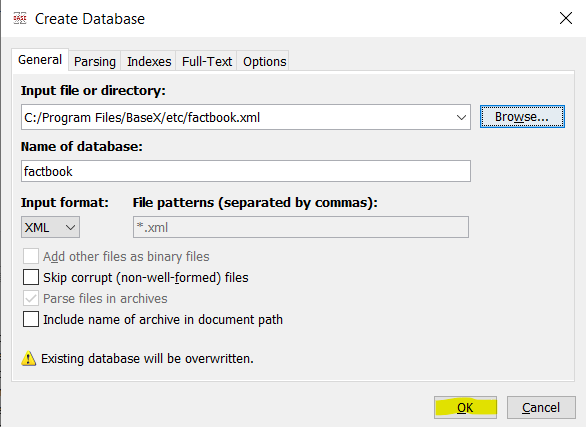 BASE
Create Database
General Parsing Indexes Full-Text Options
Input file or directory:
C:/Program Files/BaseX/etc/factbook.xml Browse...
Name of database:
factbook
Input format: File patterns (separated by commas):
XML *.xml
Add other files as binary files
Skip corrupt (non-well-formed) files
Parse files in archives
Include name of archive in document path
Existing database will be overwritten.
OK Cancel